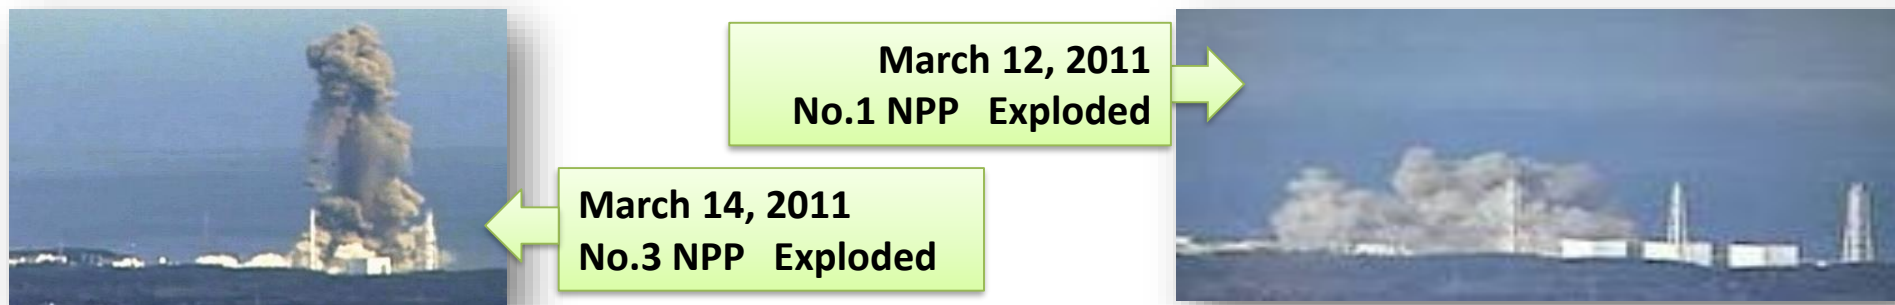 March 12, 2011
No.1 NPP Exploded
March 14, 2011
No.3 NPP Exploded